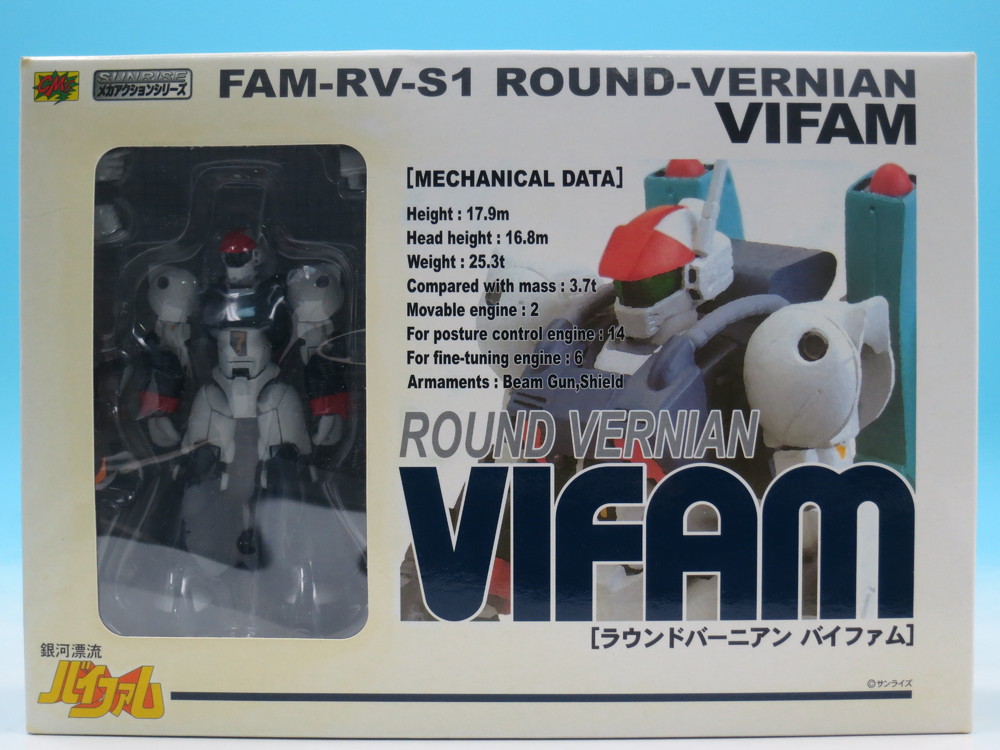 CM's
SUNRISE
メカアクションシリーズ
FAM-RV-S1 ROUND-VERNIAN
VIFAM
[MECHANICAL DATA]
Height : 17.9m
Head height : 16.8m
Weight : 25.3t
Compared with mass : 3.7t
Movable engine : 2
For posture control engine : 14
For fine-tuning engine : 6
Armaments : Beam Gun,Shield
ROUND VERNIAN
VIFAM
[ラウンドバーニアン バイファム]
銀河漂流
バイファム
©サンライズ